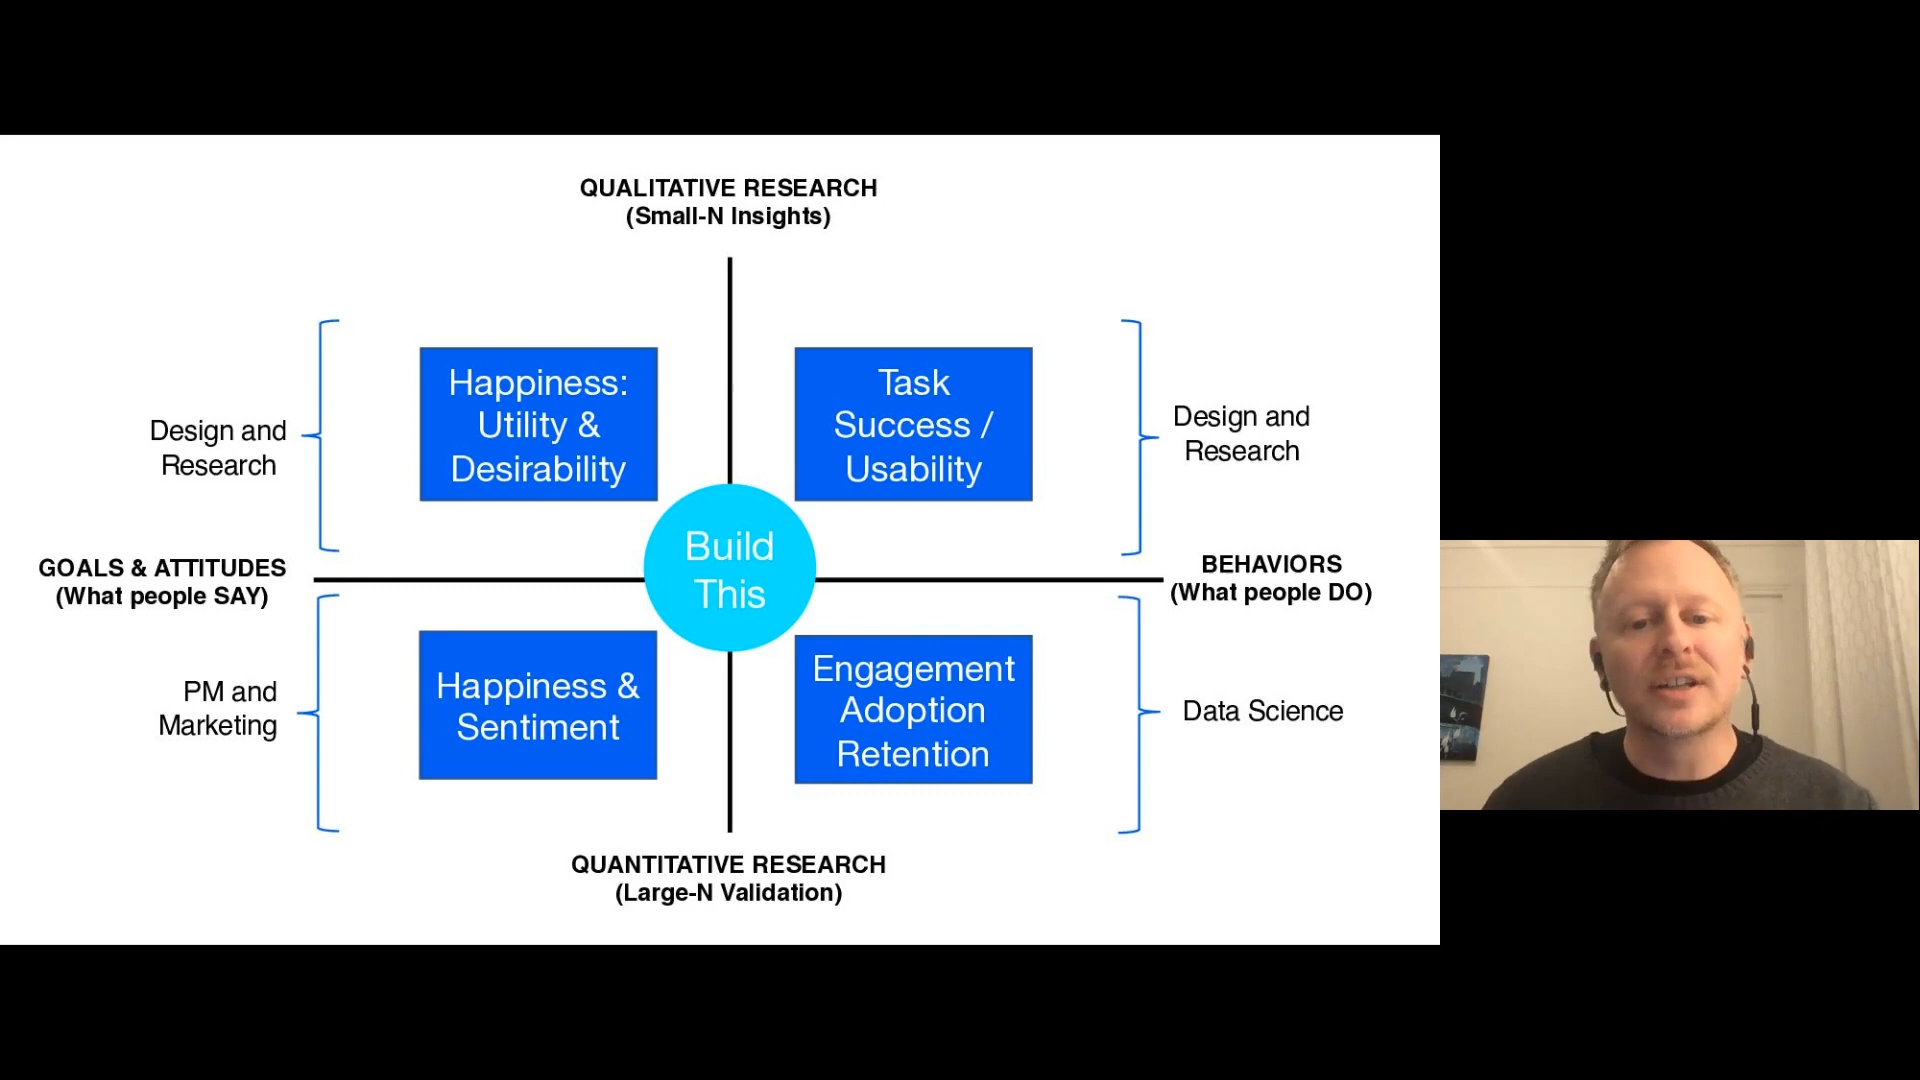 QUALITATIVE RESEARCH
(Small-N Insights)
Design and
Research
Happiness:
Utility &
Desirability
Task
Success /
Usability
Design and
Research
GOALS & ATTITUDES
(What people SAY)
Build
This
BEHAVIORS
(What people DO)
PM and
Marketing
Happiness &
Sentiment
Engagement
Adoption
Retention
Data Science
QUANTITATIVE RESEARCH
(Large-N Validation)